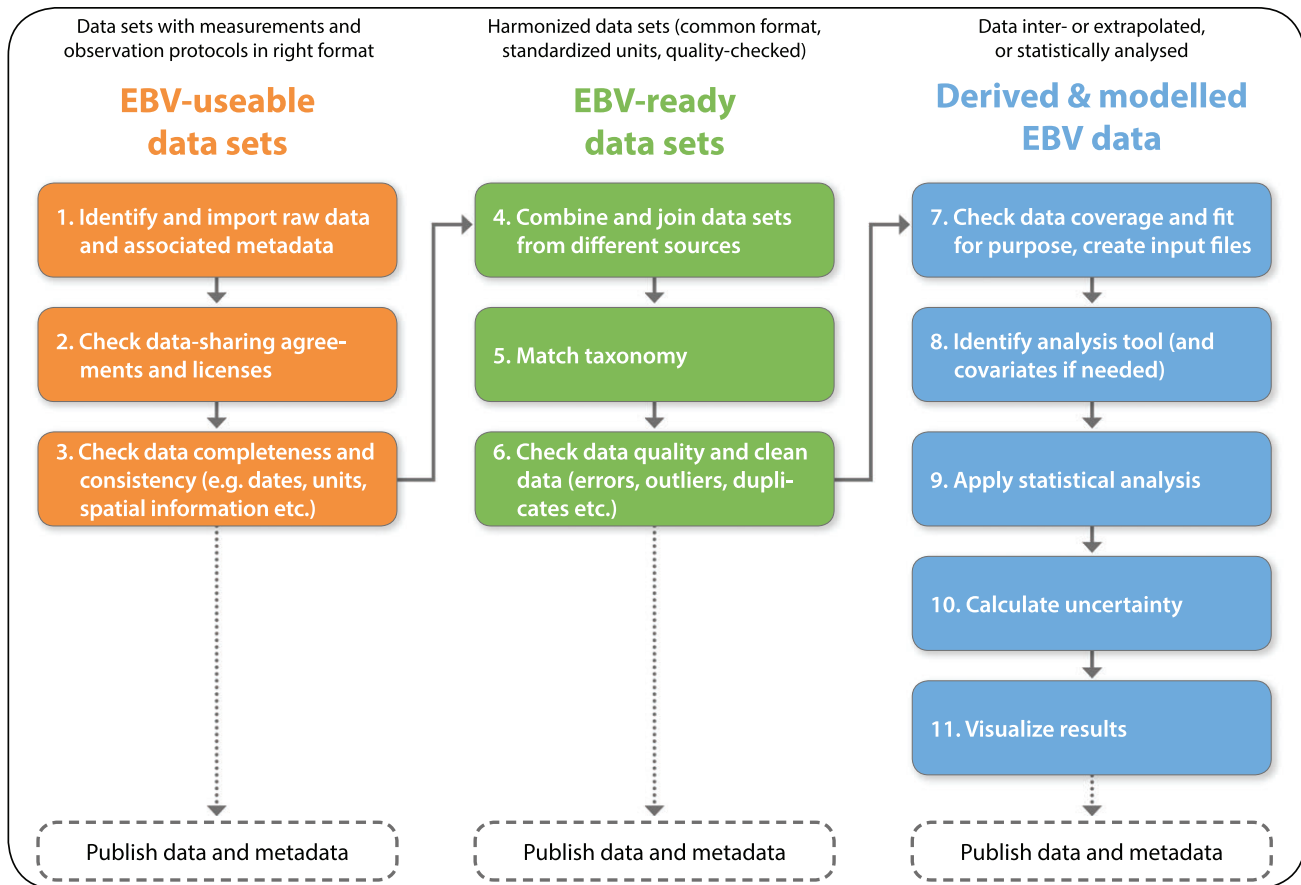 Data sets with measurements and
observation protocols in right format
EBV-useable
data sets
1. Identify and import raw data
and associated metadata
2. Check data-sharing agree-
ments and licenses
3. Check data completeness and
consistency (e.g. dates, units,
spatial information etc.)
Publish data and metadata
Harmonized data sets (common format,
standardized units, quality-checked)
EBV-ready
data sets
4. Combine and join data sets
from different sources
5. Match taxonomy
6. Check data quality and clean
data (errors, outliers, dupli-
cates etc.)
Publish data and metadata
Data inter- or extrapolated,
or statistically analysed
Derived & modelled
EBV data
7. Check data coverage and fit
for purpose, create input files
8. Identify analysis tool (and
covariates if needed)
9. Apply statistical analysis
10. Calculate uncertainty
11. Visualize results
Publish data and metadata